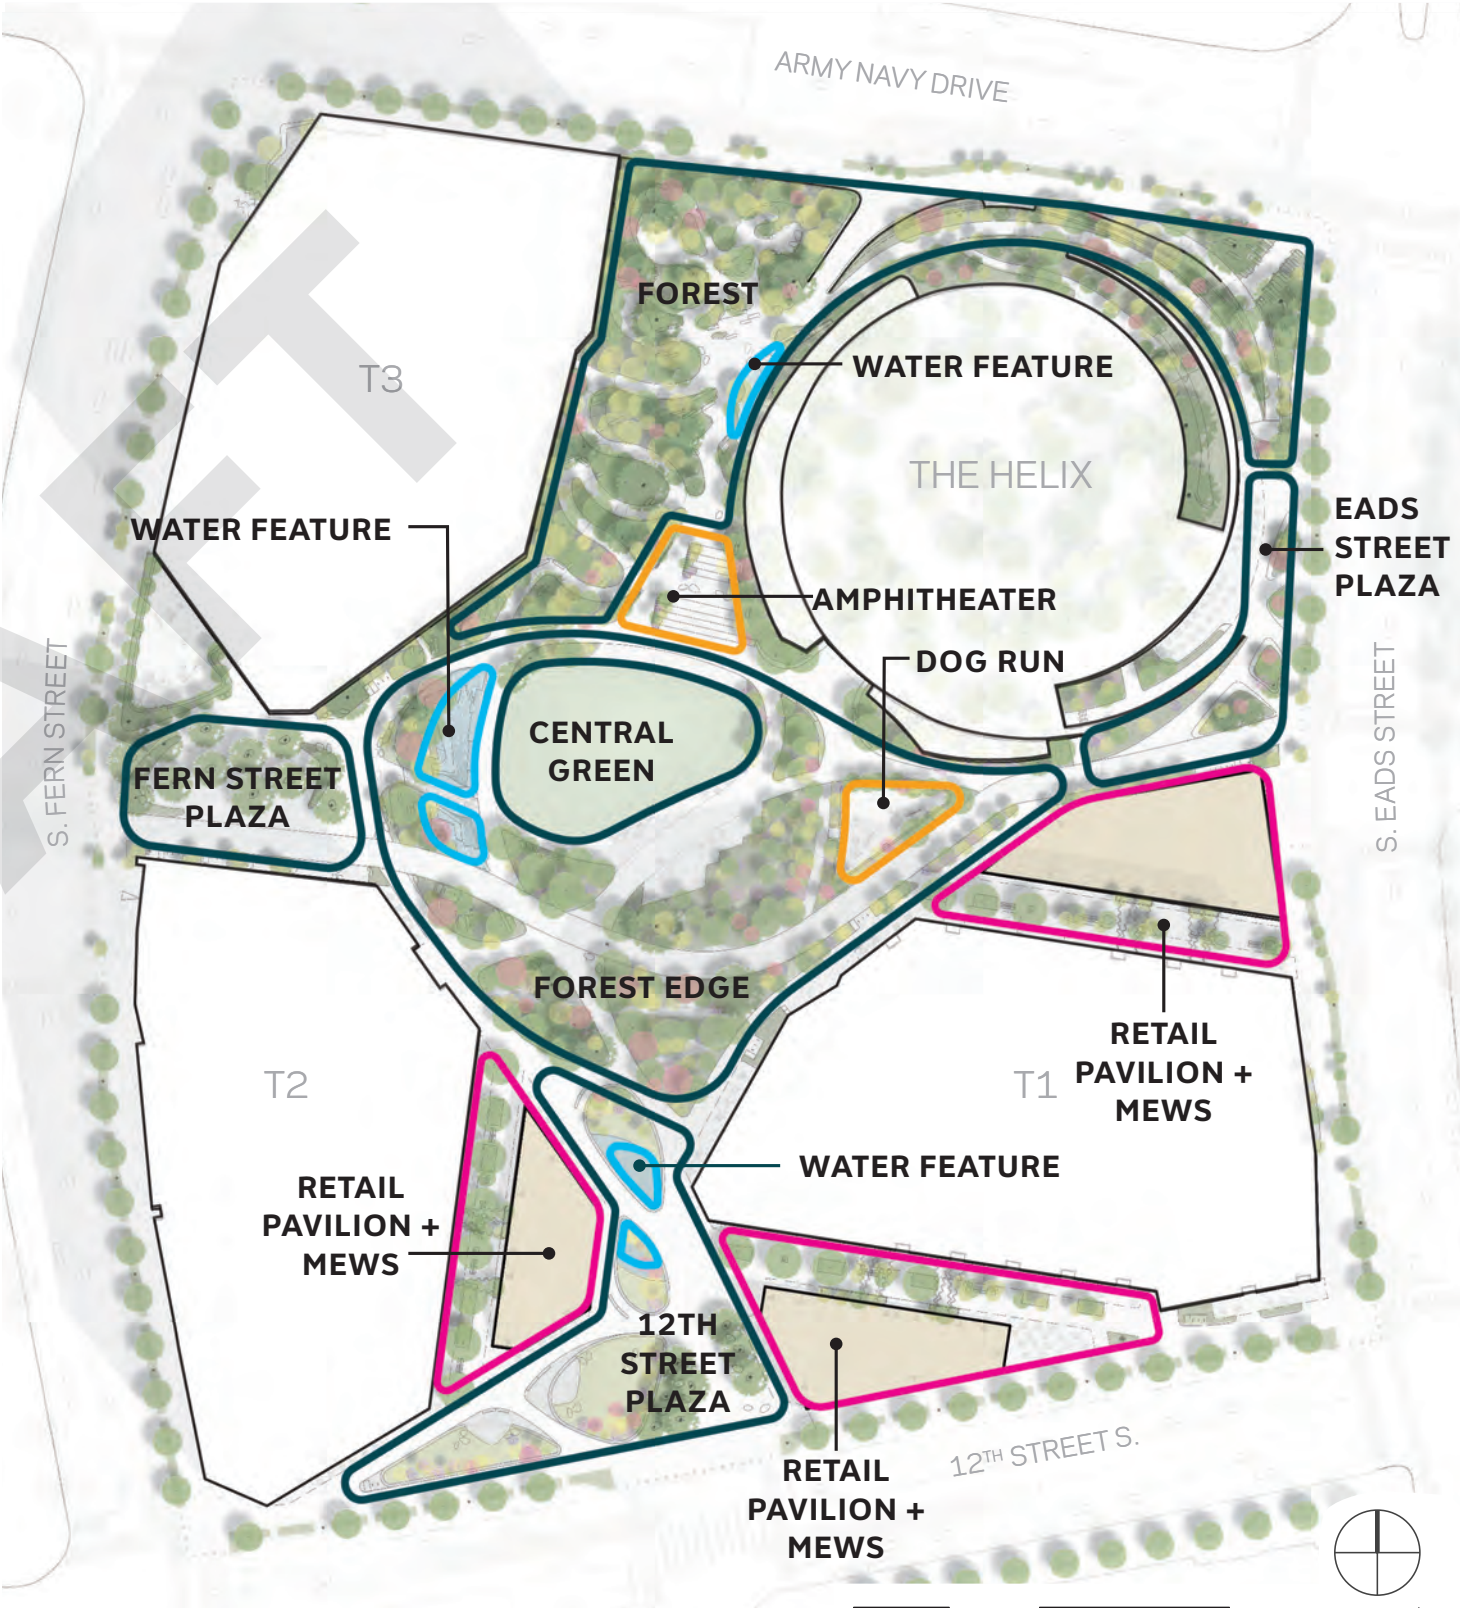 ARMY NAVY DRIVE
FOREST
WATER FEATURE
T3
THE HELIX
WATER FEATURE
EADS
STREET
PLAZA
AMPHITHEATER
DOG RUN
S. FERN STREET
S. EADS STREET
CENTRAL
GREEN
FERN STREET
PLAZA
FOREST EDGE
RETAIL
PAVILION +
MEWS
T2
T1
WATER FEATURE
RETAIL
PAVILION +
MEWS
12TH
STREET
PLAZA
12TH STREET S.
RETAIL
PAVILION +
MEWS